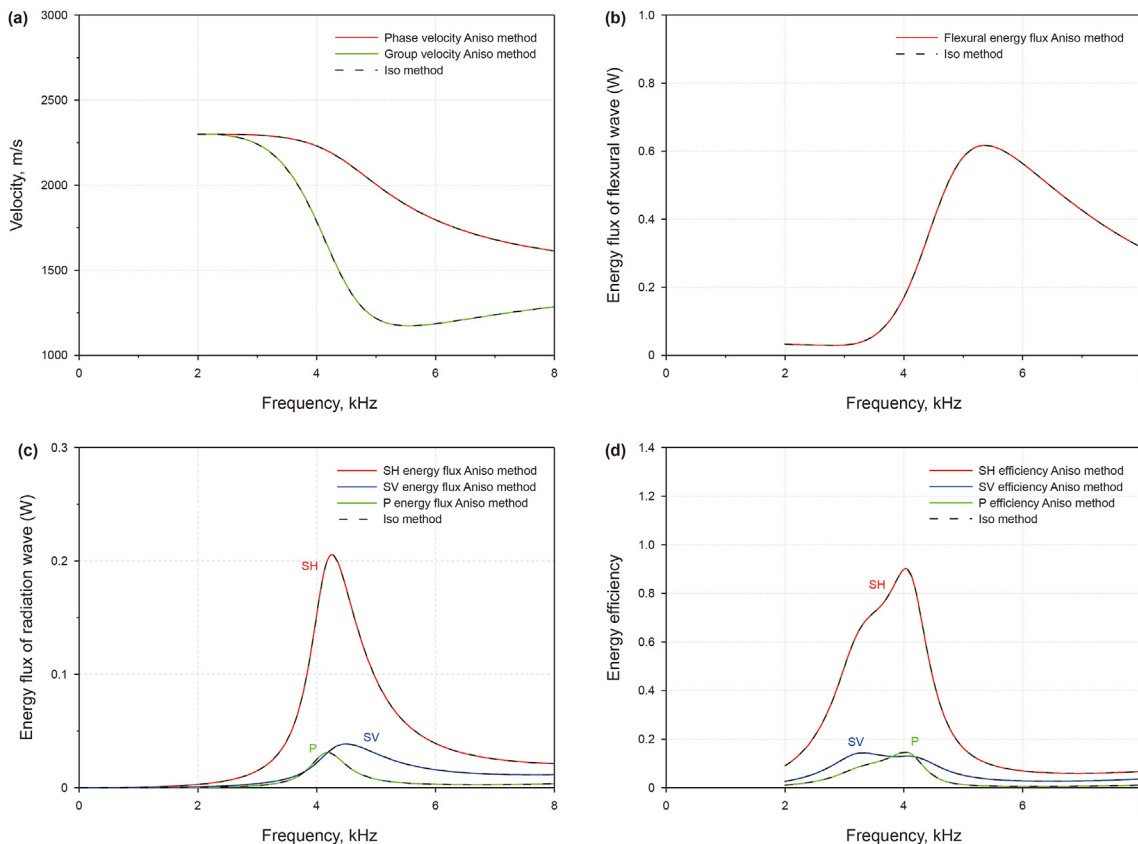 (a)
3000
2500
2000
1500
1000
Velocity, m/s
Phase velocity Aniso method
Group velocity Aniso method
Iso method
0
2
4
6
8
Frequency, kHz
(b)
1.0
0.8
0.6
0.4
0.2
0
Energy flux of flexural wave (W)
Flexural energy flux Aniso method
Iso method
0
2
4
6
Frequency, kHz
(c)
0.3
0.2
0.1
0
Energy flux of radiation wave (W)
SH energy flux Aniso method
SV energy flux Aniso method
P energy flux Aniso method
Iso method
SH
SV
P
0
2
4
6
8
Frequency, kHz
(d)
1.4
1.2
1.0
0.8
0.6
0.4
0.2
0
Energy efficiency
SH efficiency Aniso method
SV efficiency Aniso method
P efficiency Aniso method
Iso method
SH
SV
P
0
2
4
6
Frequency, kHz